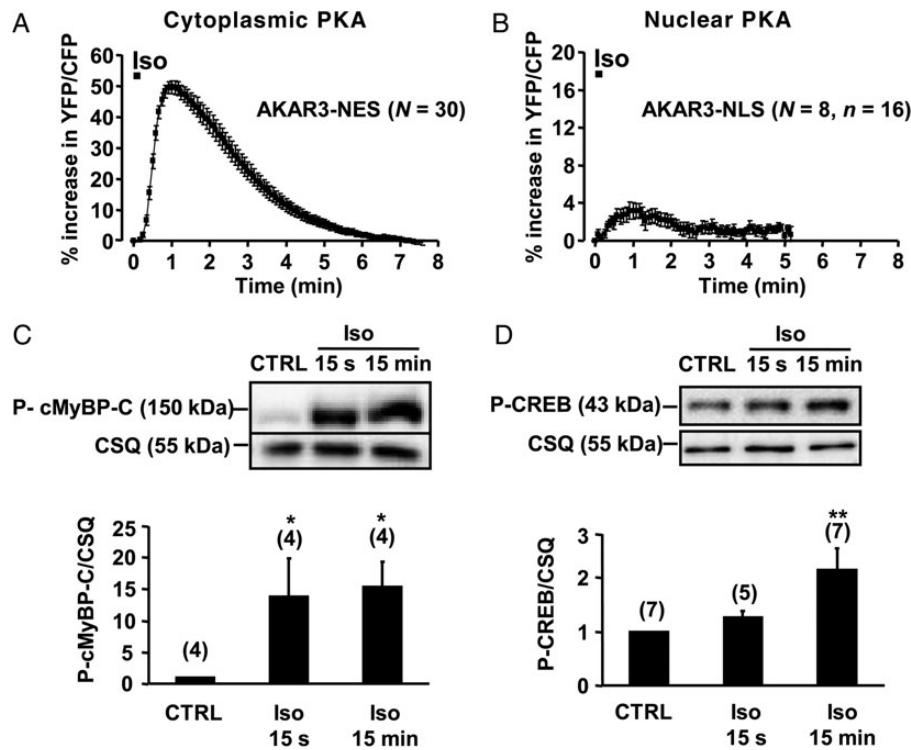 A
Cytoplasmic PKA
% increase in YFP/CFP
60
50
40
30
20
10
0
Iso
AKAR3-NES (N = 30)
0 1 2 3 4 5 6 7 8
Time (min)
B
Nuclear PKA
% increase in YFP/CFP
20
16
12
8
4
0
Iso
AKAR3-NLS (N = 8, n = 16)
0 1 2 3 4 5 6 7 8
Time (min)
C
Iso
CTRL 15 s 15 min
P- cMyBP-C (150 kDa)
CSQ (55 kDa)
P-cMyBP-C/CSQ
25
20
15
10
5
0
(4)
*
(4)
*
(4)
CTRL
Iso
15 s
Iso
15 min
D
Iso
CTRL 15 s 15 min
P-CREB (43 kDa)
CSQ (55 kDa)
P-CREB/CSQ
3
2
1
0
(7)
(5)
**
(7)
CTRL
Iso
15 s
Iso
15 min